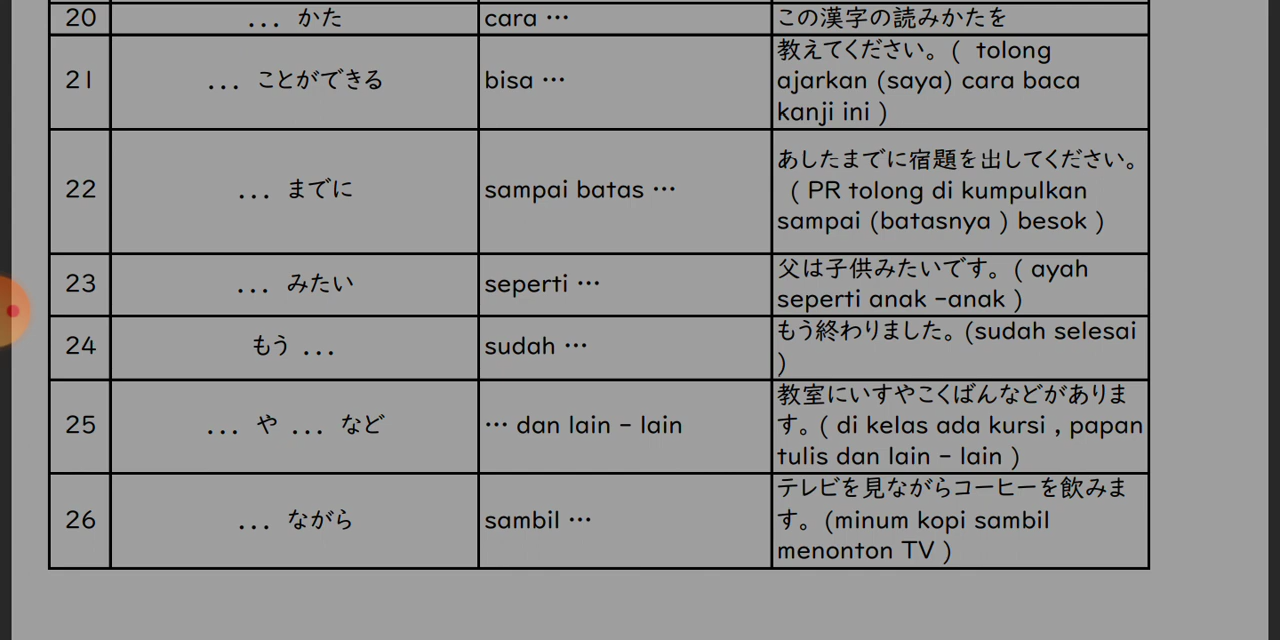 20 ... かた cara ... この漢字の読みかたを
21 ... ことができる bisa ... 教えてください。( tolong
ajarkan (saya) cara baca
kanji ini )
22 ... までに sampai batas ... あしたまでに宿題を出してください。
( PR tolong di kumpulkan
sampai (batasnya ) besok )
23 ... みたい seperti ... 父は子供みたいです。( ayah
seperti anak -anak )
24 もう ... sudah ... もう終わりました。(sudah selesai
)
25 ... や ... など ... dan lain - lain 教室にいすやこくばんなどがありま
す。( di kelas ada kursi , papan
tulis dan lain - lain )
26 ... ながら sambil ... テレビを見ながらコーヒーを飲みま
す。(minum kopi sambil
menonton TV )